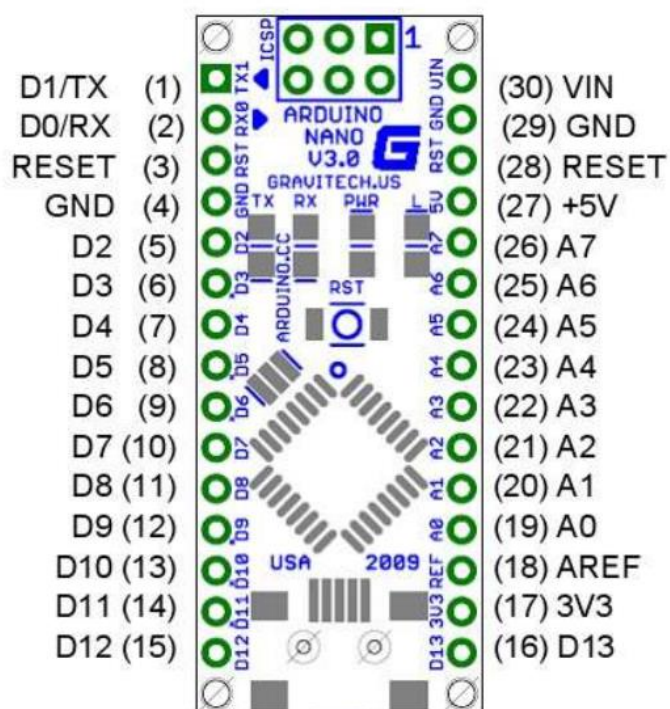 ICSP
1
D1/TX (1) TX1 VIN (30) VIN
D0/RX (2) RX0 ARDUINO GND (29) GND
NANO
V3.0 G
RESET (3) RST RST (28) RESET
GRAVITECH.US
GND (4) GND TX RX PWR L 5V (27) +5V
D2 (5) D2 A7 (26) A7
ARDUINO.CC
D3 (6) D3 RST A6 (25) A6
D4 (7) D4 A5 (24) A5
D5 (8) D5 A4 (23) A4
D6 (9) D6 A3 (22) A3
D7 (10) D7 A2 (21) A2
D8 (11) D8 A1 (20) A1
D9 (12) D9 A0 (19) A0
D10 (13) D10 USA 2009 REF (18) AREF
D11 (14) D11 3V3 (17) 3V3
D12 (15) D12 D13 (16) D13